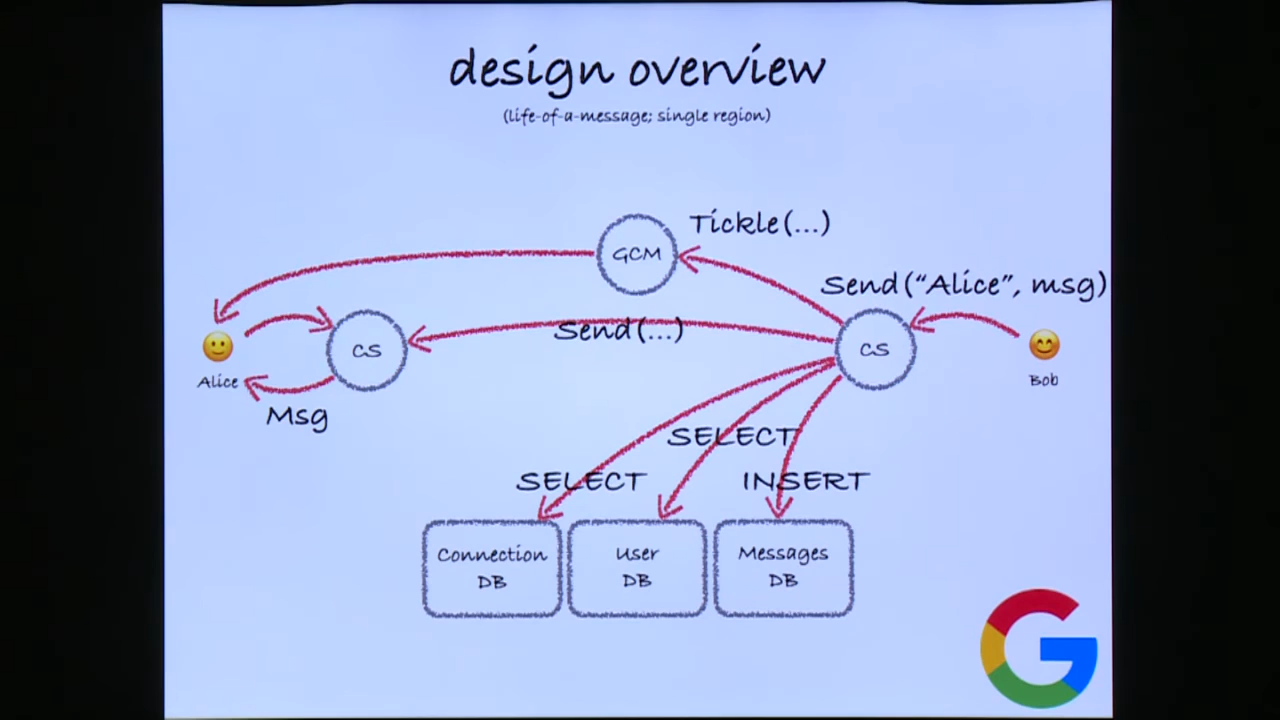 design overview
(life-of-a-message; single region)
Tickle(...)
GCM
Send("Alice", msg)
Send(...)
CS
CS
Alice
Bob
Msg
SELECT
SELECT
INSERT
Connection
DB
User
DB
Messages
DB